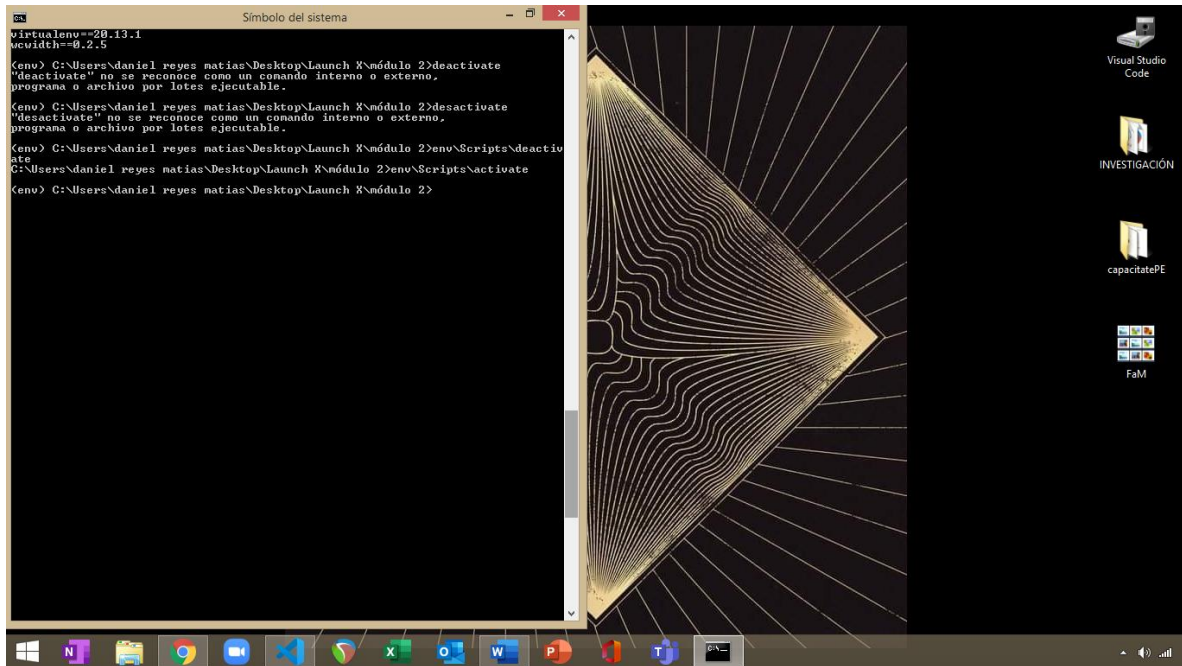 Símbolo del sistema
virtualenv==20.13.1
wcwidth==0.2.5
(env) C:\Users\daniel reyes matias\Desktop\Launch X\módulo 2>deactivate
"deactivate" no se reconoce como un comando interno o externo,
programa o archivo por lotes ejecutable.
(env) C:\Users\daniel reyes matias\Desktop\Launch X\módulo 2>desactivate
"desactivate" no se reconoce como un comando interno o externo,
programa o archivo por lotes ejecutable.
(env) C:\Users\daniel reyes matias\Desktop\Launch X\módulo 2>env\Scripts\deactiv
ate
C:\Users\daniel reyes matias\Desktop\Launch X\módulo 2>env\Scripts\activate
(env) C:\Users\daniel reyes matias\Desktop\Launch X\módulo 2>
Visual Studio
Code
INVESTIGACIÓN
capacitatePE
FaM